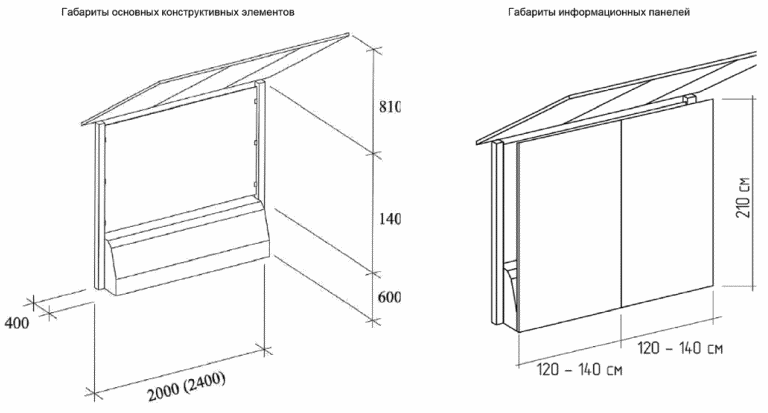 Габариты основных конструктивных элементов
Габариты информационных панелей
810
140
600
400
2000 (2400)
210 см
120 – 140 см
120 – 140 см